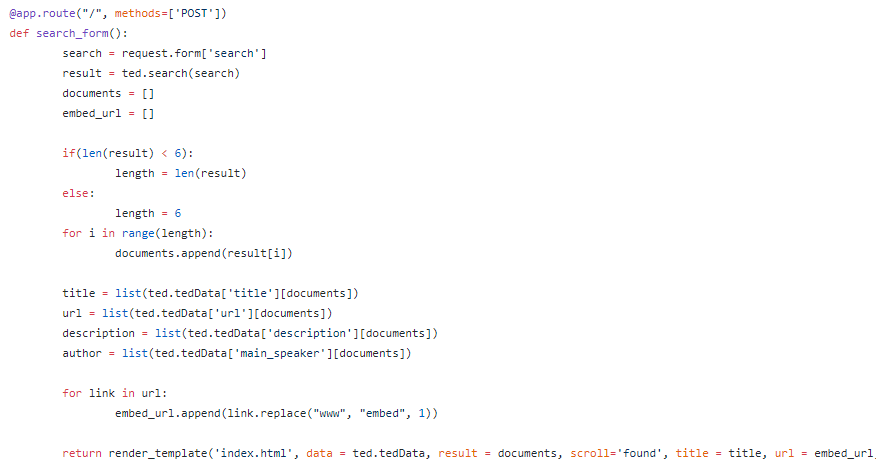 @app.route("/", methods=['POST'])
def search_form():
        search = request.form['search']
        result = ted.search(search)
        documents = []
        embed_url = []

        if(len(result) < 6):
                length = len(result)
        else:
                length = 6
        for i in range(length):
                documents.append(result[i])

        title = list(ted.tedData['title'][documents])
        url = list(ted.tedData['url'][documents])
        description = list(ted.tedData['description'][documents])
        author = list(ted.tedData['main_speaker'][documents])

        for link in url:
                embed_url.append(link.replace("www", "embed", 1))

        return render_template('index.html', data = ted.tedData, result = documents, scroll='found', title = title, url = embed_url